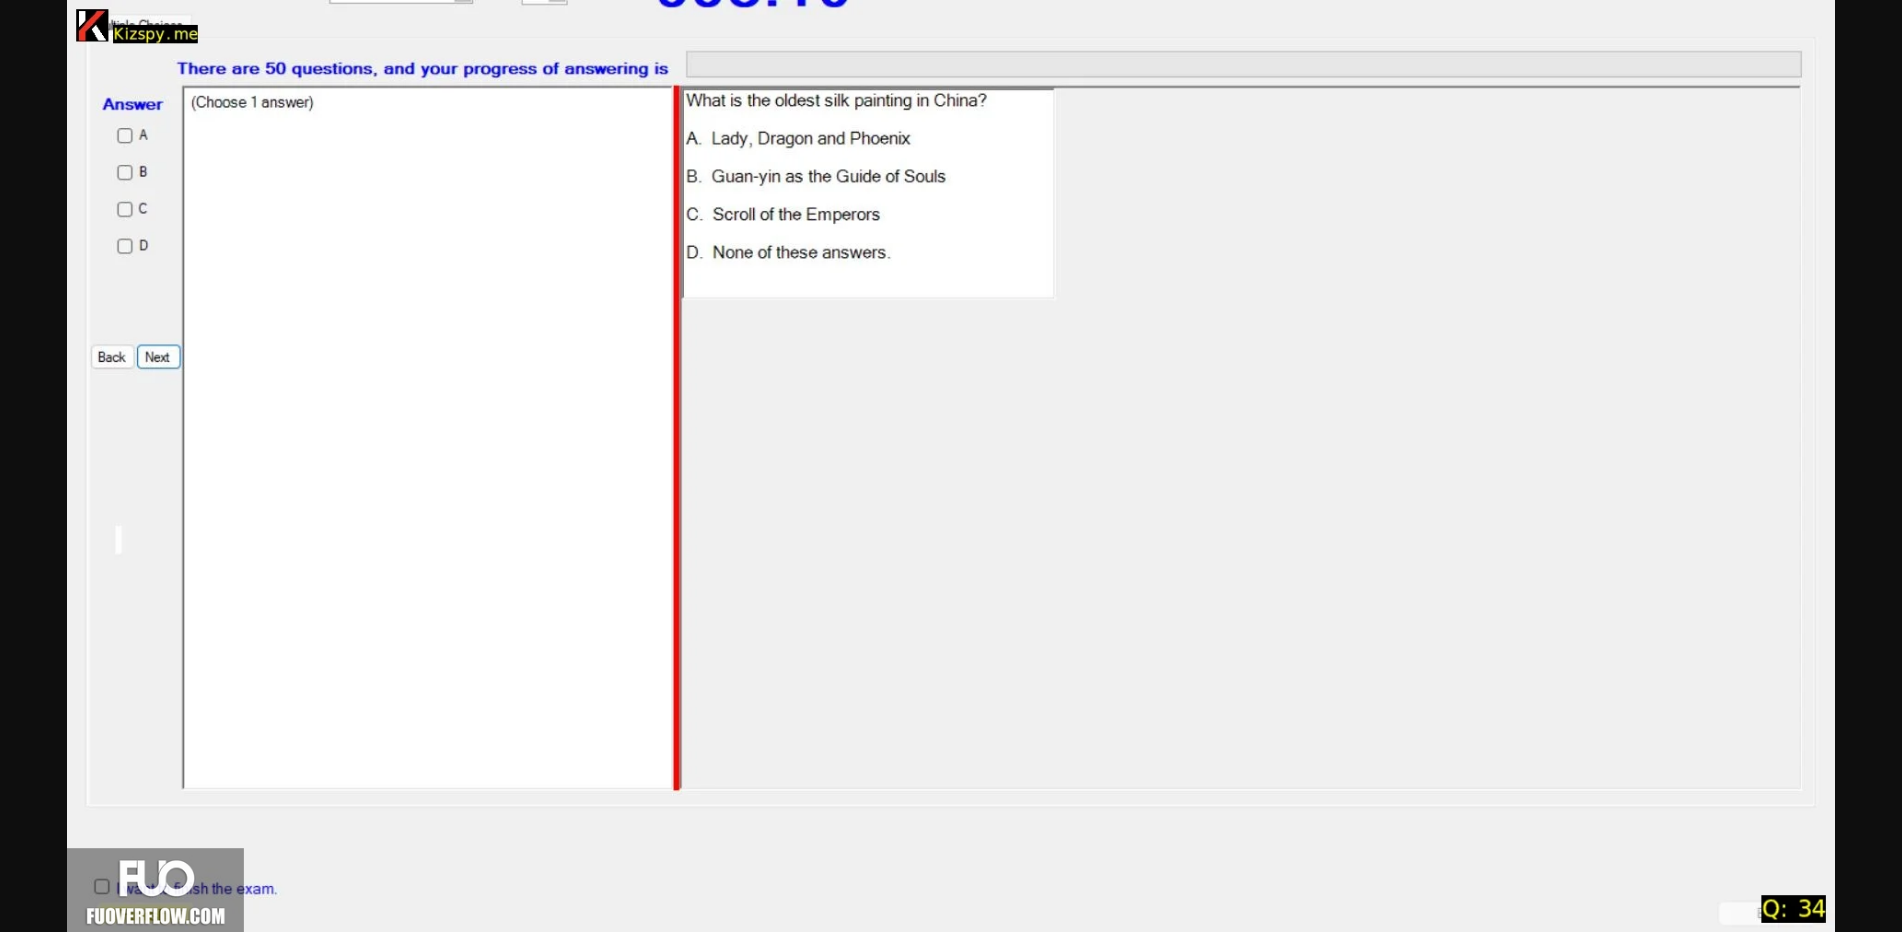 Kizspy.me
There are 50 questions, and your progress of answering is
Answer
(Choose 1 answer)
A
B
C
D
Back
Next
What is the oldest silk painting in China?
A. Lady, Dragon and Phoenix
B. Guan-yin as the Guide of Souls
C. Scroll of the Emperors
D. None of these answers.
FUO
the exam.
FUOVERFLOW.COM
Q: 34